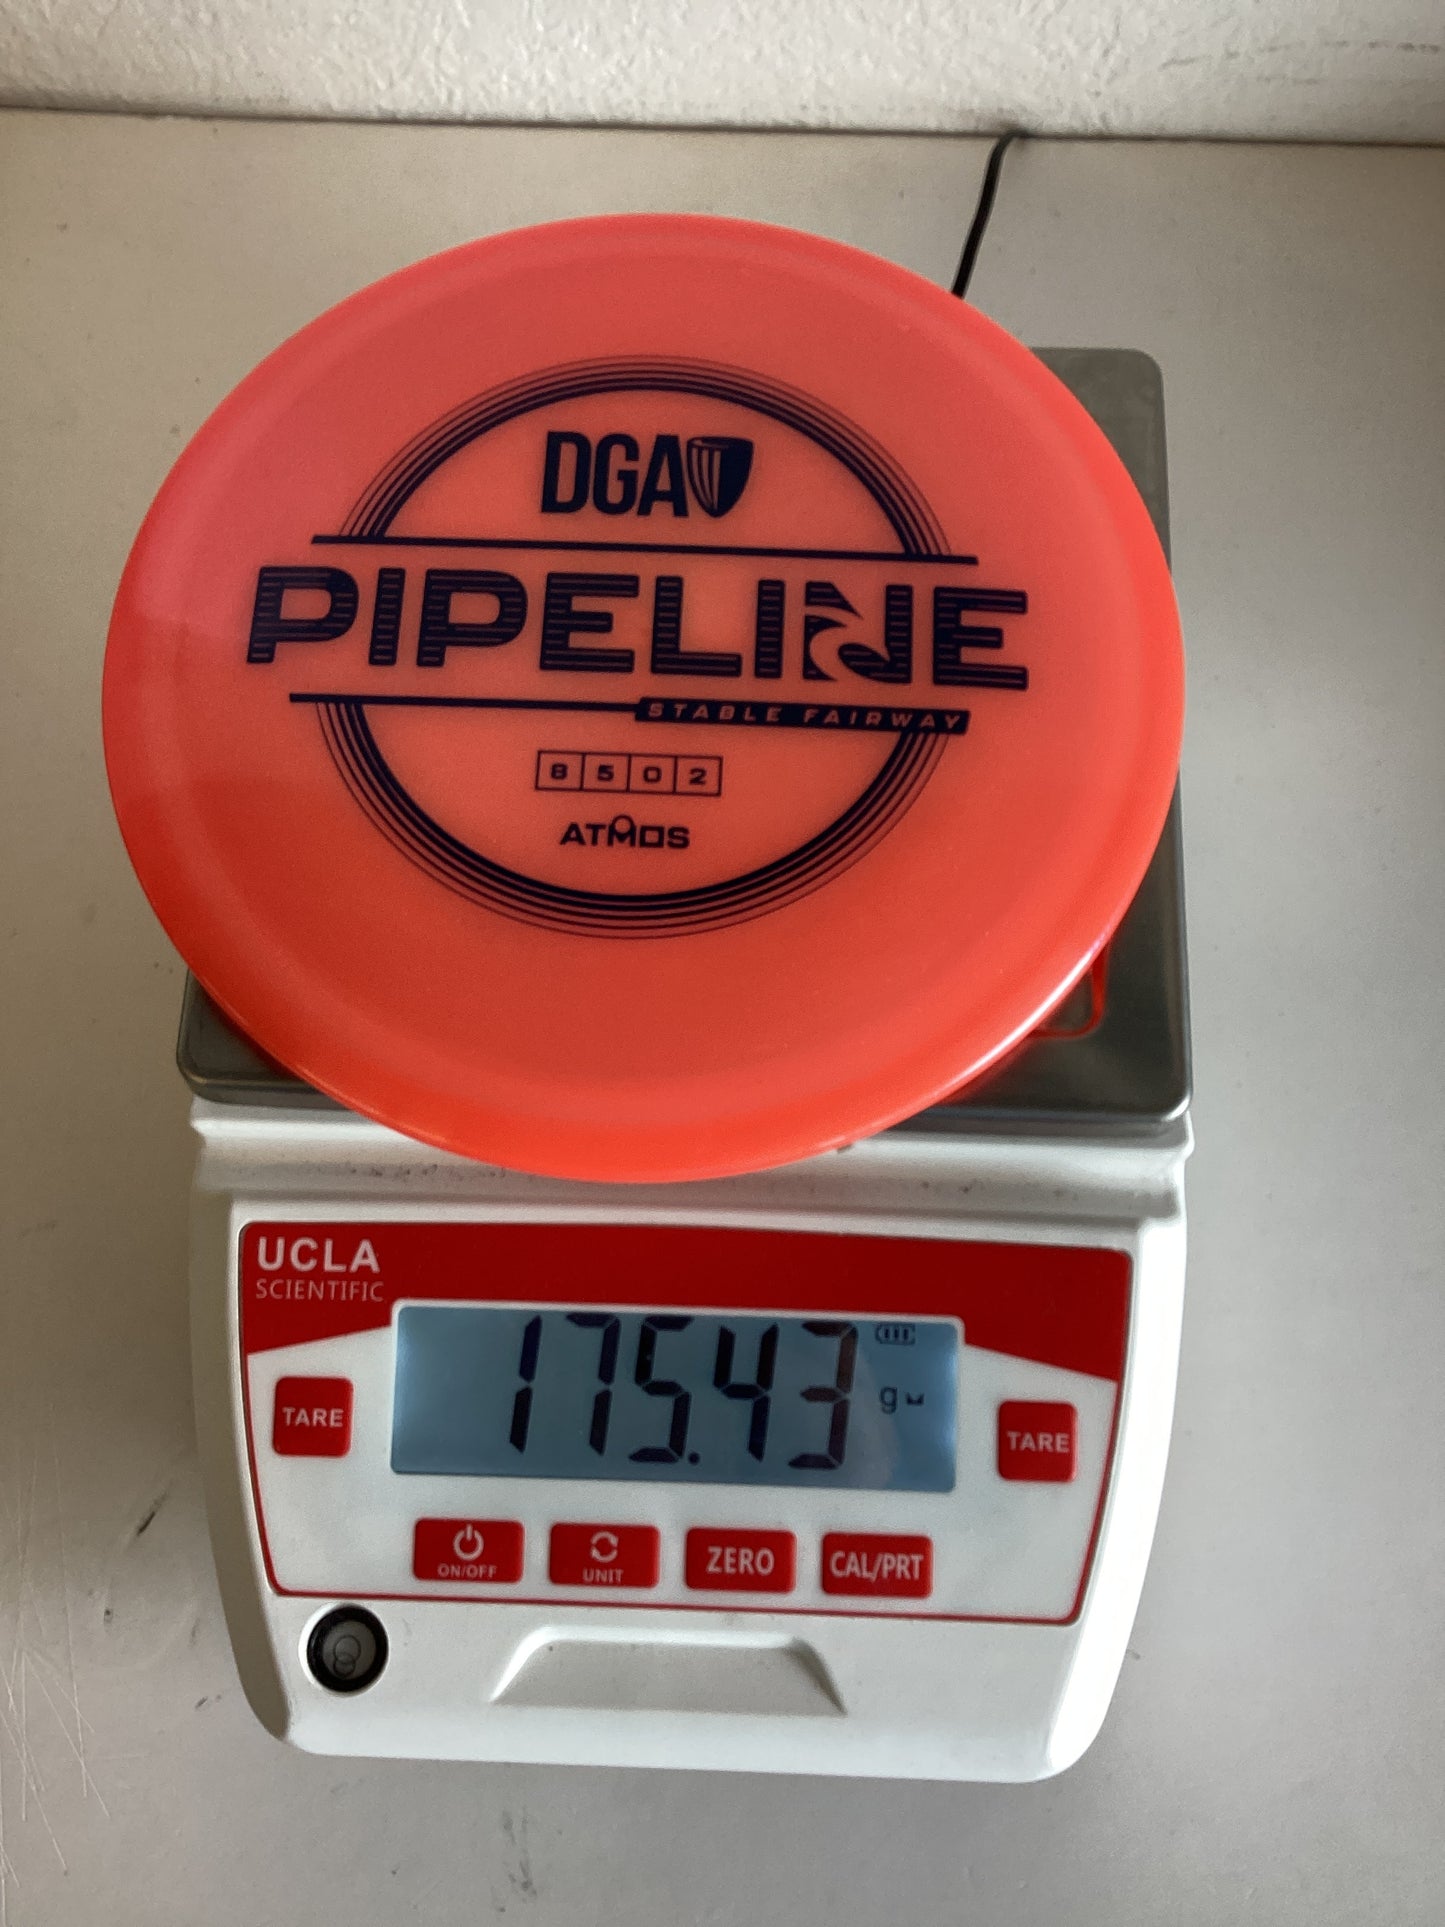 DGA
PIPELINE
STABLE FAIRWAY
8 5 0 2
ATMOS
UCLA
SCIENTIFIC
175.43 g
TARE
TARE
ON/OFF
UNIT
ZERO
CAL/PRT